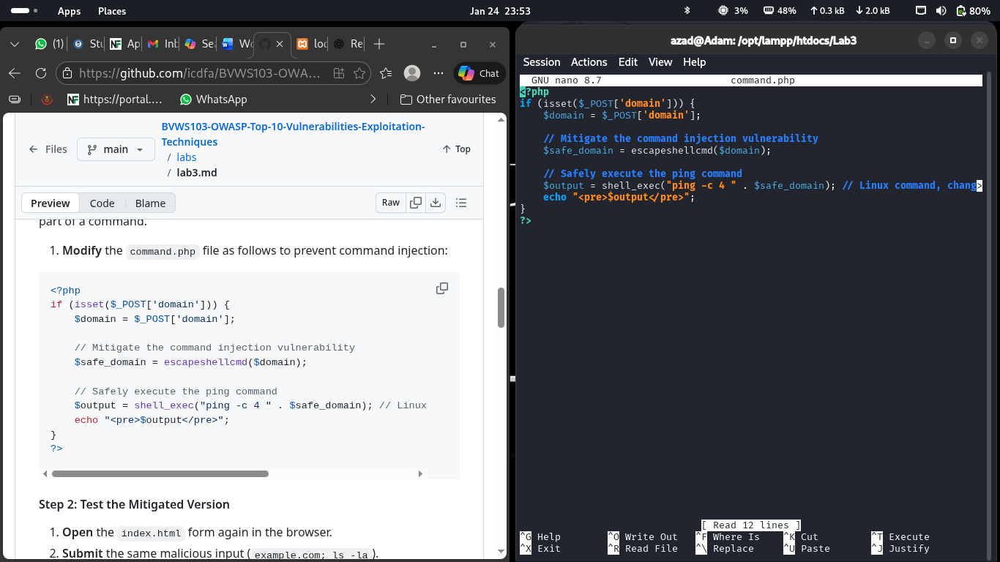 Apps Places Jan 24 23:53 3% 48% 0.3 kB 2.0 kB 80%
(1) Stu Ap Inb Se W loc Re
https://github.com/icdfa/BVWS103-OWA... Chat
https://portal.... WhatsApp Other favourites
Files main
BVWS103-OWASP-Top-10-Vulnerabilities-Exploitation-
Techniques
/ labs
/ lab3.md
Top
Preview Code Blame Raw
part of a command.
1. Modify the command.php file as follows to prevent command injection:
<?php
if (isset($_POST['domain'])) {
    $domain = $_POST['domain'];
    // Mitigate the command injection vulnerability
    $safe_domain = escapeshellcmd($domain);
    // Safely execute the ping command
    $output = shell_exec("ping -c 4 " . $safe_domain); // Linux
    echo "<pre>$output</pre>";
}
?>
Step 2: Test the Mitigated Version
1. Open the index.html form again in the browser.
2. Submit the same malicious input (example.com; ls -la).
azad@Adam: /opt/lampp/htdocs/Lab3
Session Actions Edit View Help
GNU nano 8.7 command.php
<?php
if (isset($_POST['domain'])) {
    $domain = $_POST['domain'];
    // Mitigate the command injection vulnerability
    $safe_domain = escapeshellcmd($domain);
    // Safely execute the ping command
    $output = shell_exec("ping -c 4 " . $safe_domain); // Linux command, chang>
    echo "<pre>$output</pre>";
}
?>
[ Read 12 lines ]
^G Help ^O Write Out ^F Where Is ^K Cut ^T Execute
^X Exit ^R Read File ^\ Replace ^U Paste ^J Justify